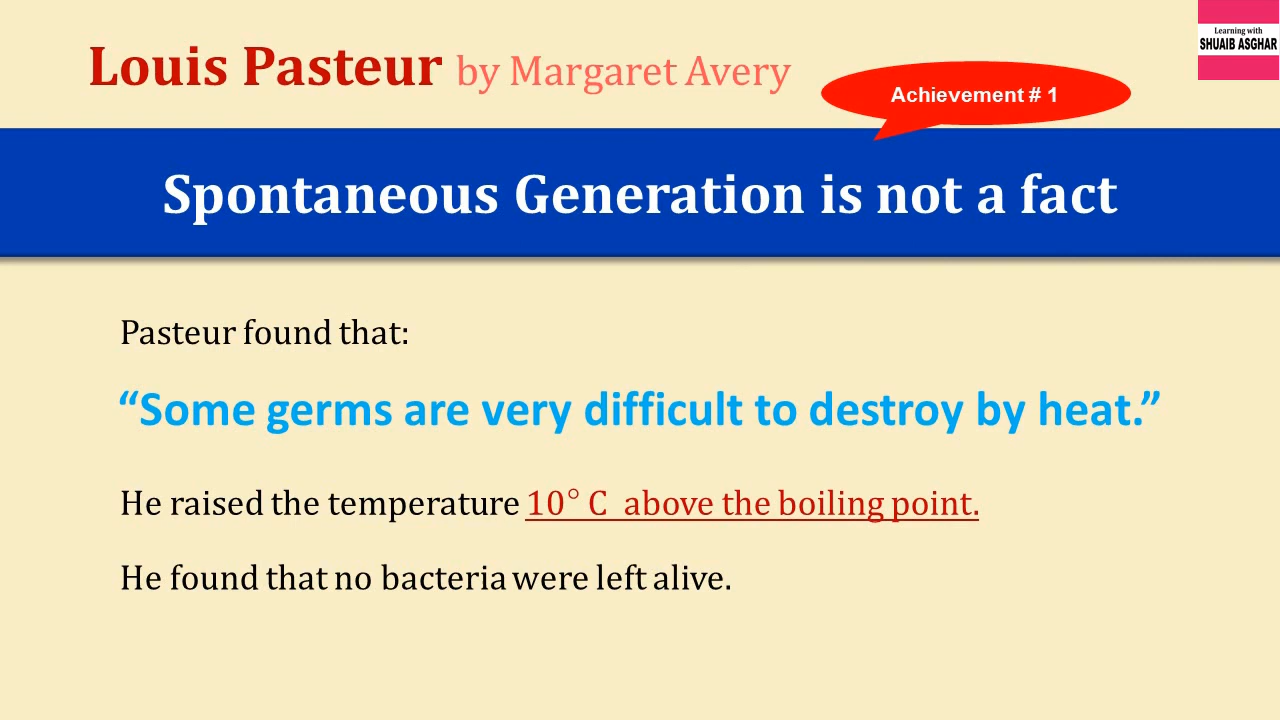 Louis Pasteur by Margaret Avery
Learning with
SHUAIB ASGHAR
Achievement # 1
Spontaneous Generation is not a fact
Pasteur found that:
“Some germs are very difficult to destroy by heat.”
He raised the temperature 10° C above the boiling point.
He found that no bacteria were left alive.